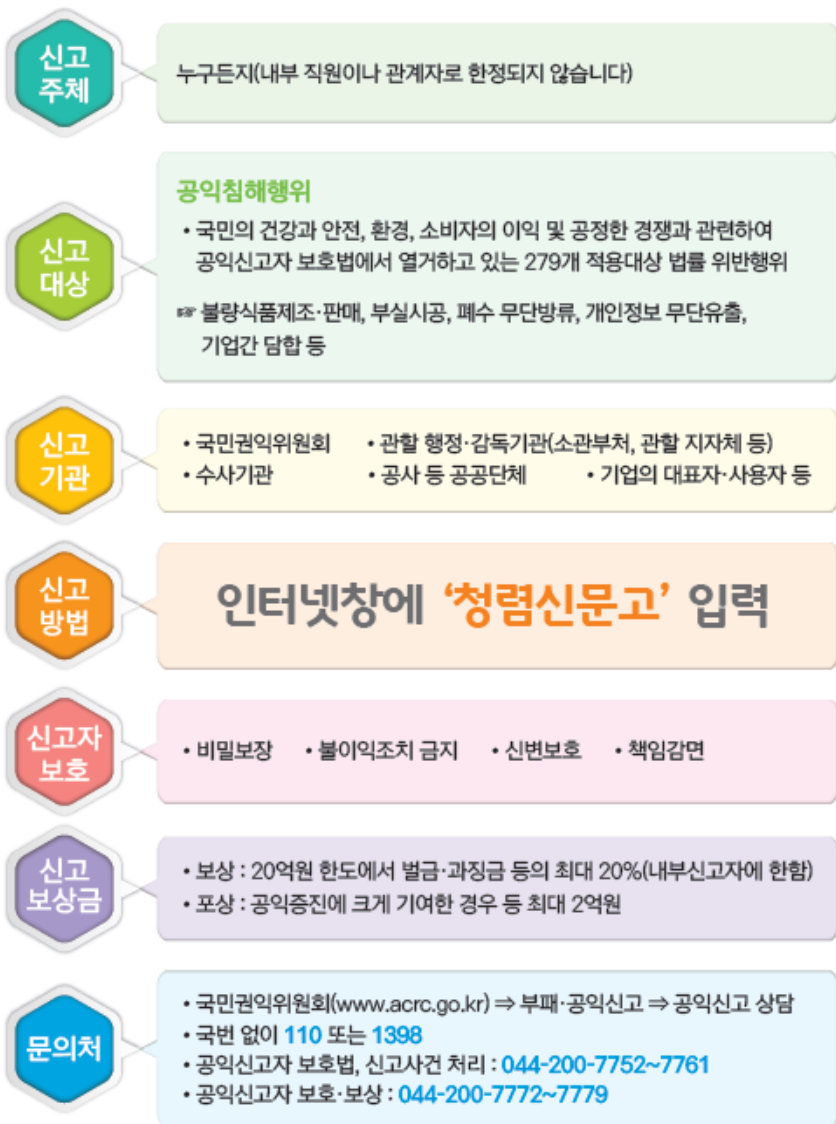 신고
주체
누구든지(내부 직원이나 관계자로 한정되지 않습니다)
신고
대상
공익침해행위
• 국민의 건강과 안전, 환경, 소비자의 이익 및 공정한 경쟁과 관련하여
공익신고자 보호법에서 열거하고 있는 279개 적용대상 법률 위반행위
☞ 불량식품제조·판매, 부실시공, 폐수 무단방류, 개인정보 무단유출,
기업간 담합 등
신고
기관
• 국민권익위원회 • 관할 행정·감독기관(소관부처, 관할 지자체 등)
• 수사기관 • 공사 등 공공단체 • 기업의 대표자·사용자 등
신고
방법
인터넷창에 ‘청렴신문고’ 입력
신고자
보호
• 비밀보장 • 불이익조치 금지 • 신변보호 • 책임감면
신고
보상금
• 보상 : 20억원 한도에서 벌금·과징금 등의 최대 20%(내부신고자에 한함)
• 포상 : 공익증진에 크게 기여한 경우 등 최대 2억원
문의처
• 국민권익위원회(www.acrc.go.kr) ⇒ 부패·공익신고 ⇒ 공익신고 상담
• 국번 없이 110 또는 1398
• 공익신고자 보호법, 신고사건 처리 : 044-200-7752~7761
• 공익신고자 보호·보상 : 044-200-7772~7779